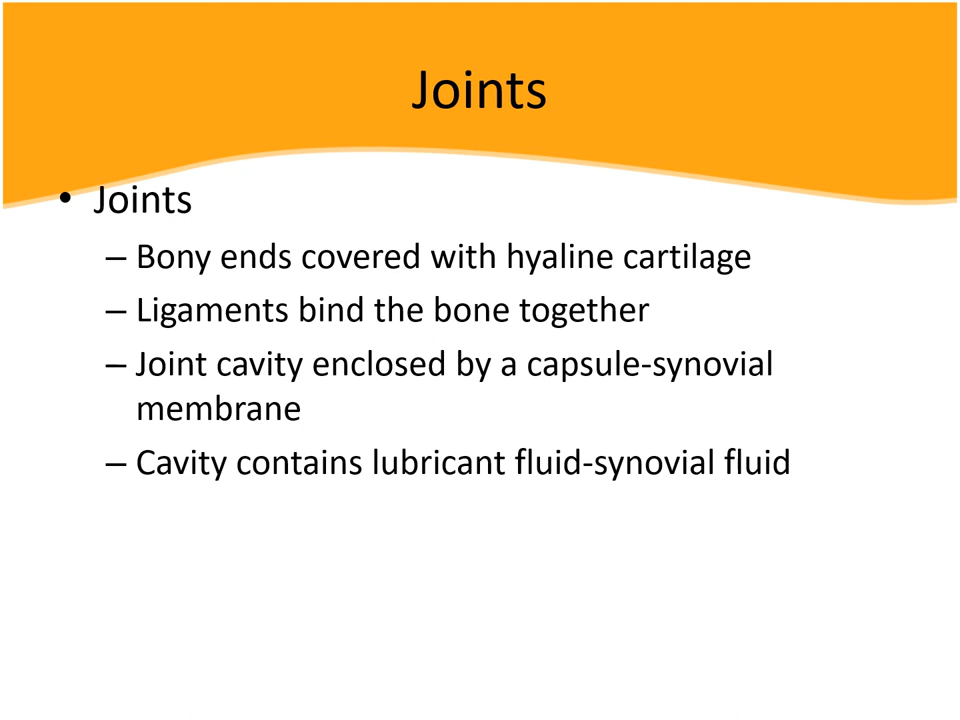 Joints
• Joints
– Bony ends covered with hyaline cartilage
– Ligaments bind the bone together
– Joint cavity enclosed by a capsule-synovial
membrane
– Cavity contains lubricant fluid-synovial fluid